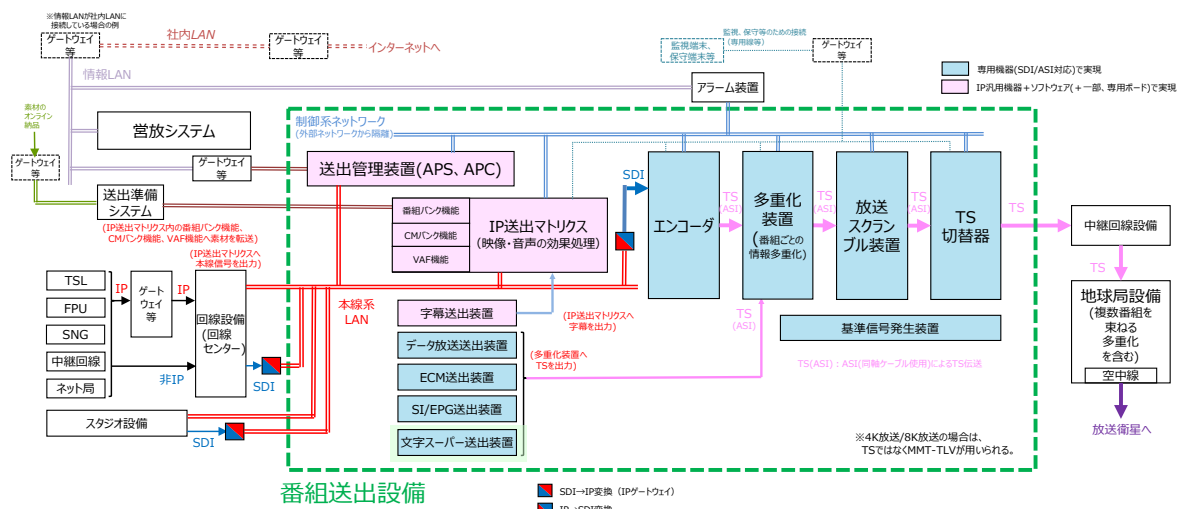 ※情報LANが社内LANに
接続している場合の例
ゲートウェイ
等
社内LAN
ゲートウェイ
等
インターネットへ
監視端末、
保守端末等
監視、保守等のための接続
(専用線等)
ゲートウェイ
等
専用機器(SDI/ASI対応)で実現
IP汎用機器+ソフトウェア(+一部、専用ボード)で実現
情報LAN
アラーム装置
素材の
オンライン
納品
営放システム
制御系ネットワーク
(外部ネットワークから隔離)
ゲートウェイ
等
ゲートウェイ
等
送出管理装置(APS、APC)
送出準備
システム
(IP送出マトリクス内の番組バンク機能、
CMバンク機能、VAF機能へ素材を転送)
番組バンク機能
CMバンク機能
VAF機能
IP送出マトリクス
(映像・音声の効果処理)
SDI
エンコーダ
TS
(ASI)
多重化
装置
(番組ごとの
情報多重化)
TS
(ASI)
放送
スクラン
ブル装置
TS
(ASI)
TS
切替器
TS
中継回線設備
TS
地球局設備
(複数番組を
束ねる
多重化
を含む)
空中線
放送衛星へ
(IP送出マトリクスへ
本線信号を出力)
TSL
FPU
SNG
中継回線
ネット局
IP
ゲート
ウェイ
等
IP
非IP
回線設備
(回線
センター)
SDI
本線系
LAN
スタジオ設備
SDI
字幕送出装置
(IP送出マトリクスへ
字幕を出力)
データ放送送出装置
ECM送出装置
SI/EPG送出装置
文字スーパー送出装置
(多重化装置へ
TSを出力)
TS
(ASI)
基準信号発生装置
TS(ASI):ASI(同軸ケーブル使用)によるTS伝送
※4K放送/8K放送の場合は、
TSではなくMMT-TLVが用いられる。
番組送出設備
SDI→IP変換(IPゲートウェイ)
IP→SDI変換